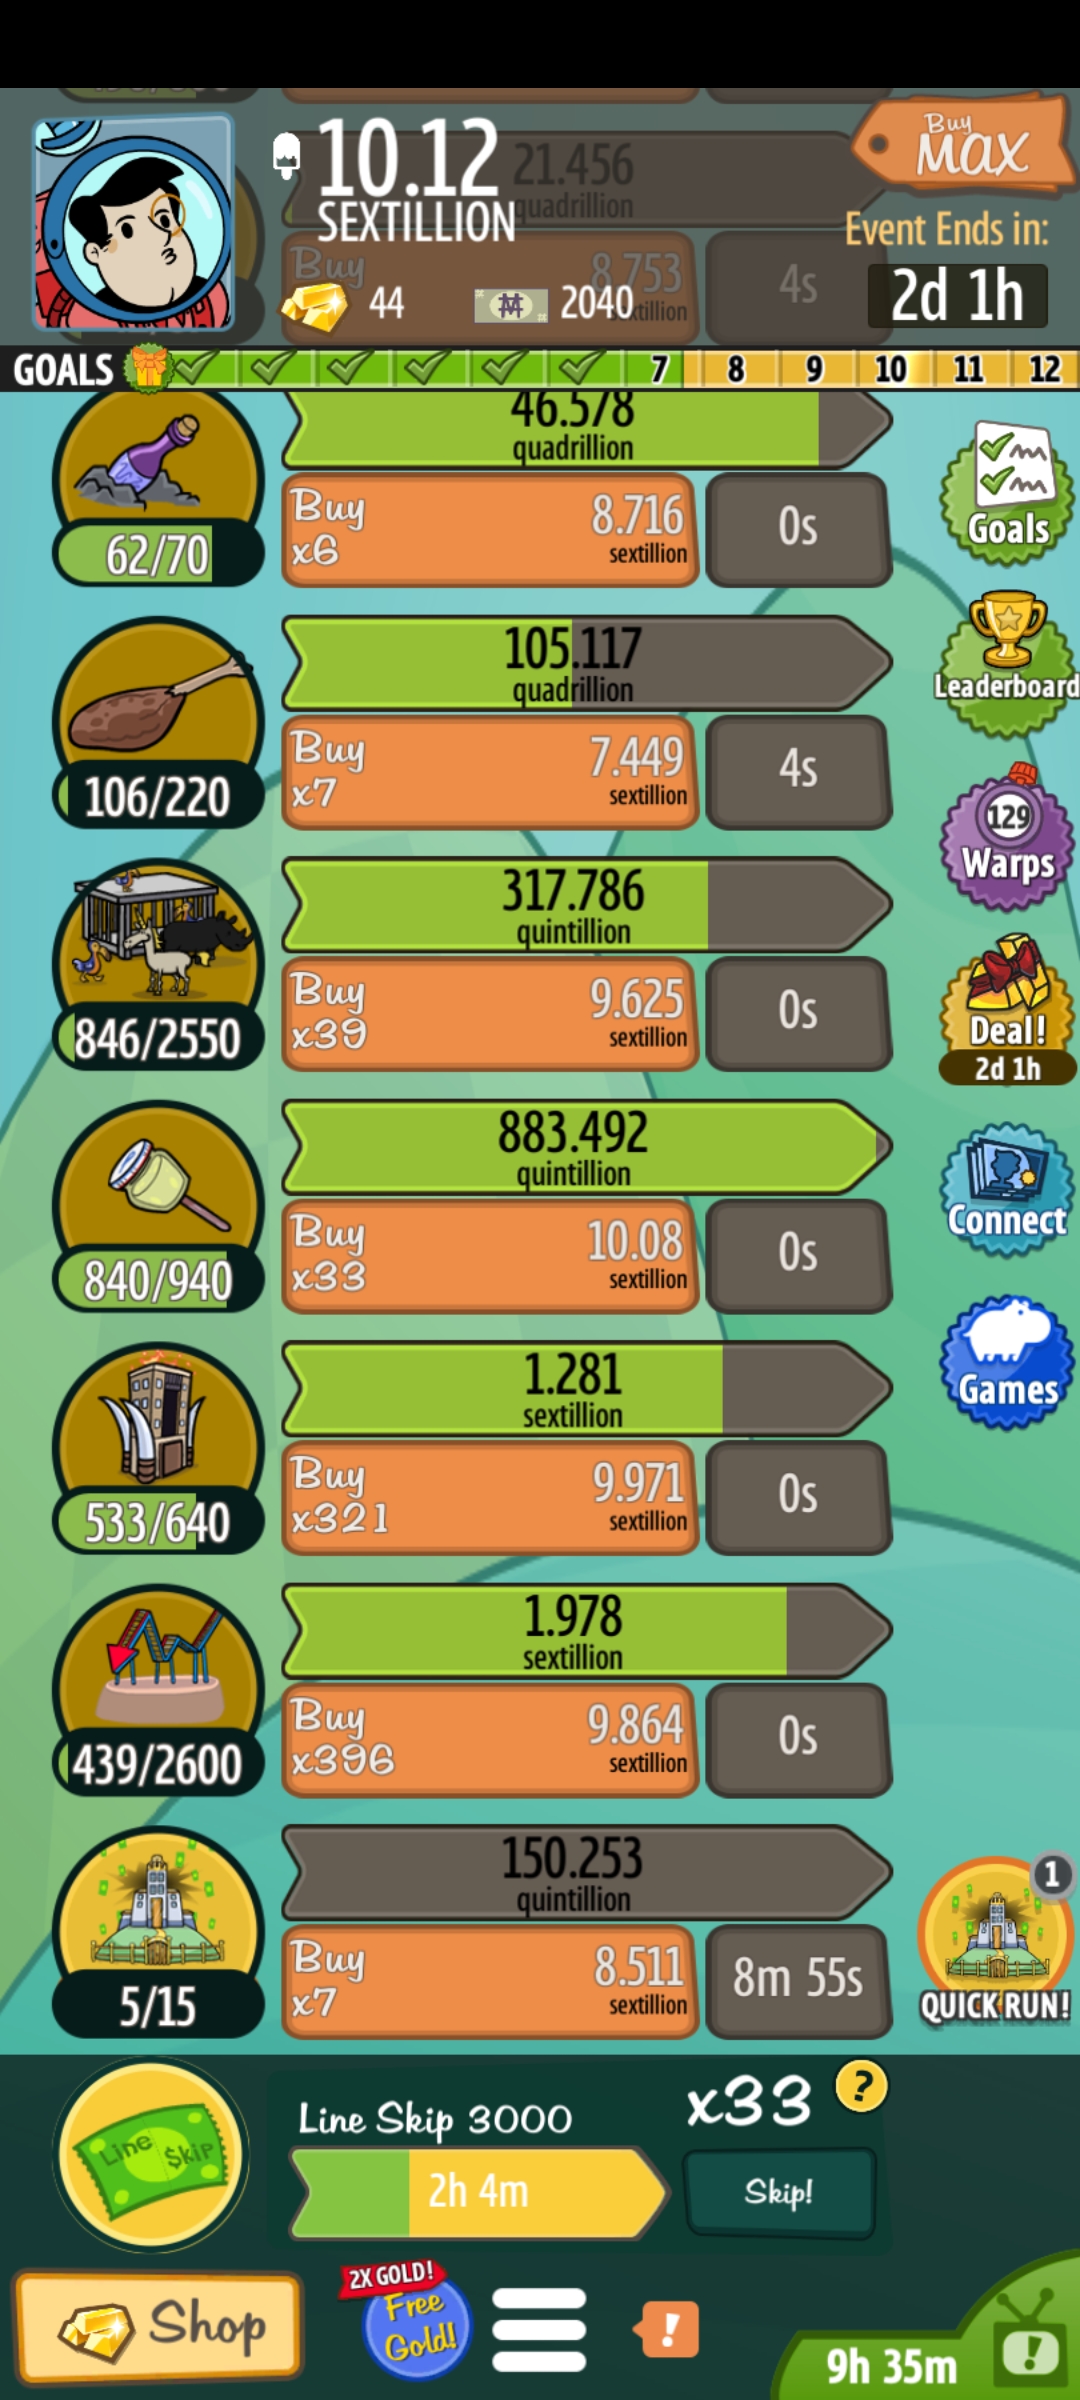 10.12
SEXTILLION
21.456
quadrillion
Buy
MAX
Event Ends in:
2d 1h
Buy
8.753
4s
44
2040
GOALS
7
8
9
10
11
12
46.578
quadrillion
62/70
Buy
x6
8.716
sextillion
0s
Goals
105.117
quadrillion
106/220
Buy
x7
7.449
sextillion
4s
Leaderboard
317.786
quintillion
846/2550
Buy
x39
9.625
sextillion
0s
129
Warps
Deal!
2d 1h
883.492
quintillion
840/940
Buy
x33
10.08
sextillion
0s
Connect
1.281
sextillion
533/640
Buy
x321
9.971
sextillion
0s
Games
1.978
sextillion
439/2600
Buy
x396
9.864
sextillion
0s
150.253
quintillion
5/15
Buy
x7
8.511
sextillion
8m 55s
1
QUICK RUN!
Line $kip
Line Skip 3000
2h 4m
x33
?
Skip!
Shop
2X GOLD!
Free
Gold!
!
9h 35m
!